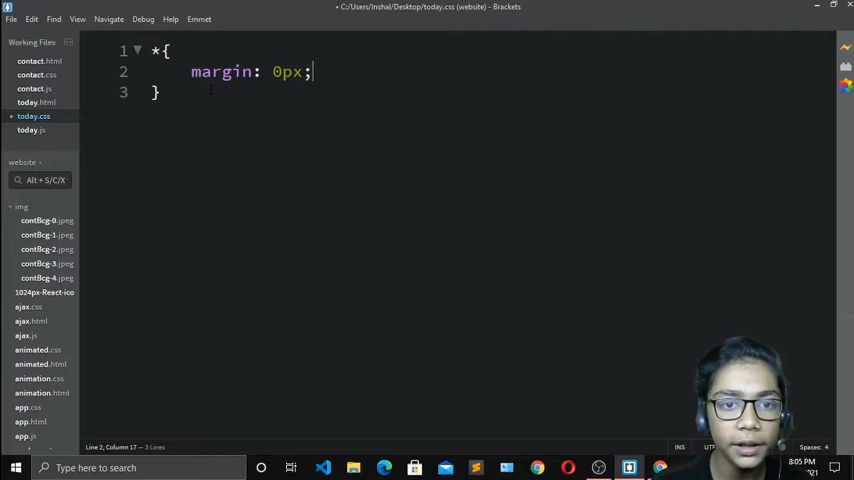 • C:/Users/Inshal/Desktop/today.css (website) - Brackets
File Edit Find View Navigate Debug Help Emmet
Working Files
contact.html
contact.css
contact.js
today.html
• today.css
today.js
website
Alt + S/C/X
img
contBcg-0.jpeg
contBcg-1.jpeg
contBcg-2.jpeg
contBcg-3.jpeg
contBcg-4.jpeg
1024px-React-ico
ajax.css
ajax.html
ajax.js
animated.css
animated.html
animation.css
animation.html
app.css
app.html
app.js
1 *{
2 margin: 0px;
3 }
Line 2, Column 17 — 3 Lines
INS
Spaces: 4
Type here to search
8:05 PM